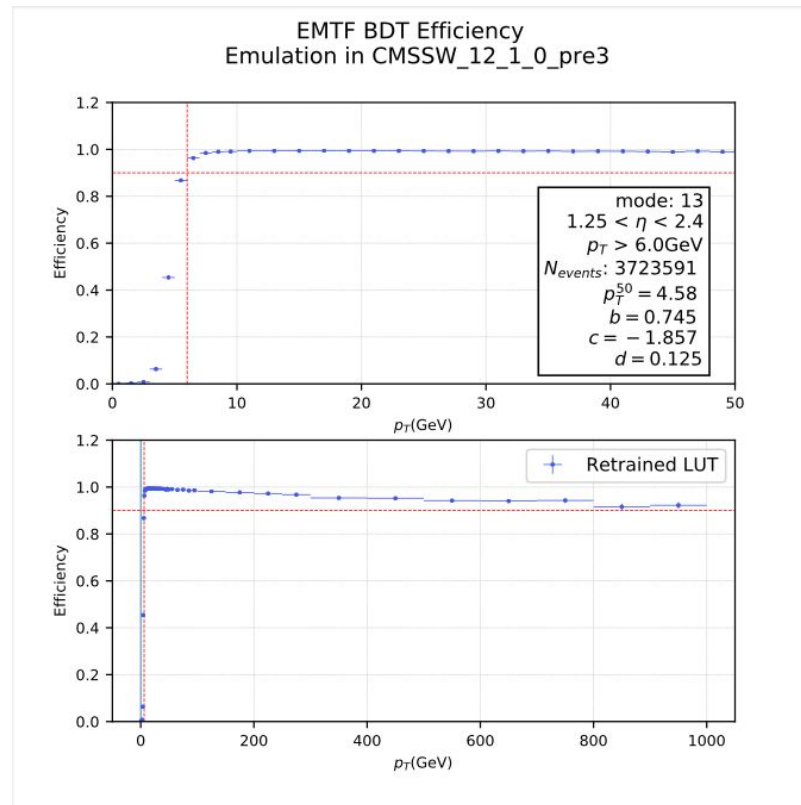 EMTF BDT Efficiency
Emulation in CMSSW_12_1_0_pre3
1.2
1.0
0.8
0.6
0.4
0.2
0.0
Efficiency
mode: 13
1.25 < η < 2.4
p_T > 6.0GeV
N_events: 3723591
p_T^50 = 4.58
b = 0.745
c = − 1.857
d = 0.125
0 10 20 30 40 50
p_T(GeV)
1.2
1.0
0.8
0.6
0.4
0.2
0.0
Efficiency
Retrained LUT
0 200 400 600 800 1000
p_T(GeV)